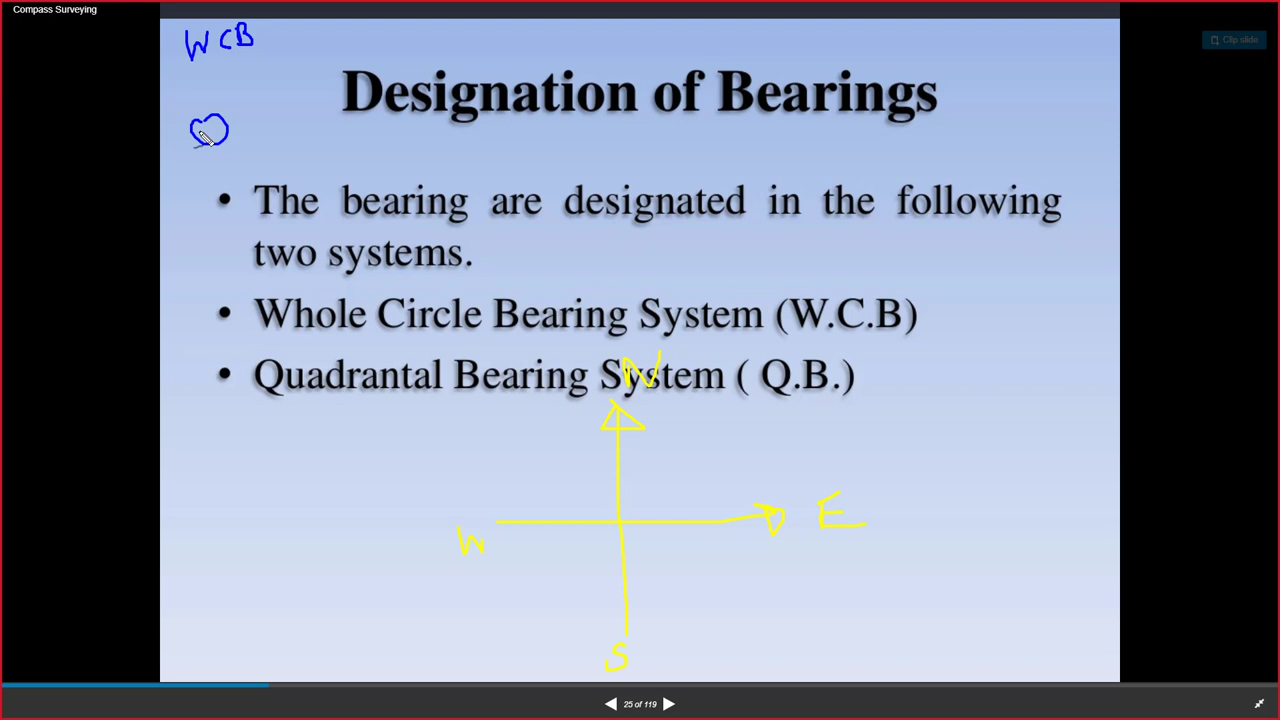 Compass Surveying
W C B
Clip slide
Designation of Bearings
• The bearing are designated in the following
two systems.
• Whole Circle Bearing System (W.C.B)
• Quadrantal Bearing System ( Q.B.)
N
E
W
S
25 of 119